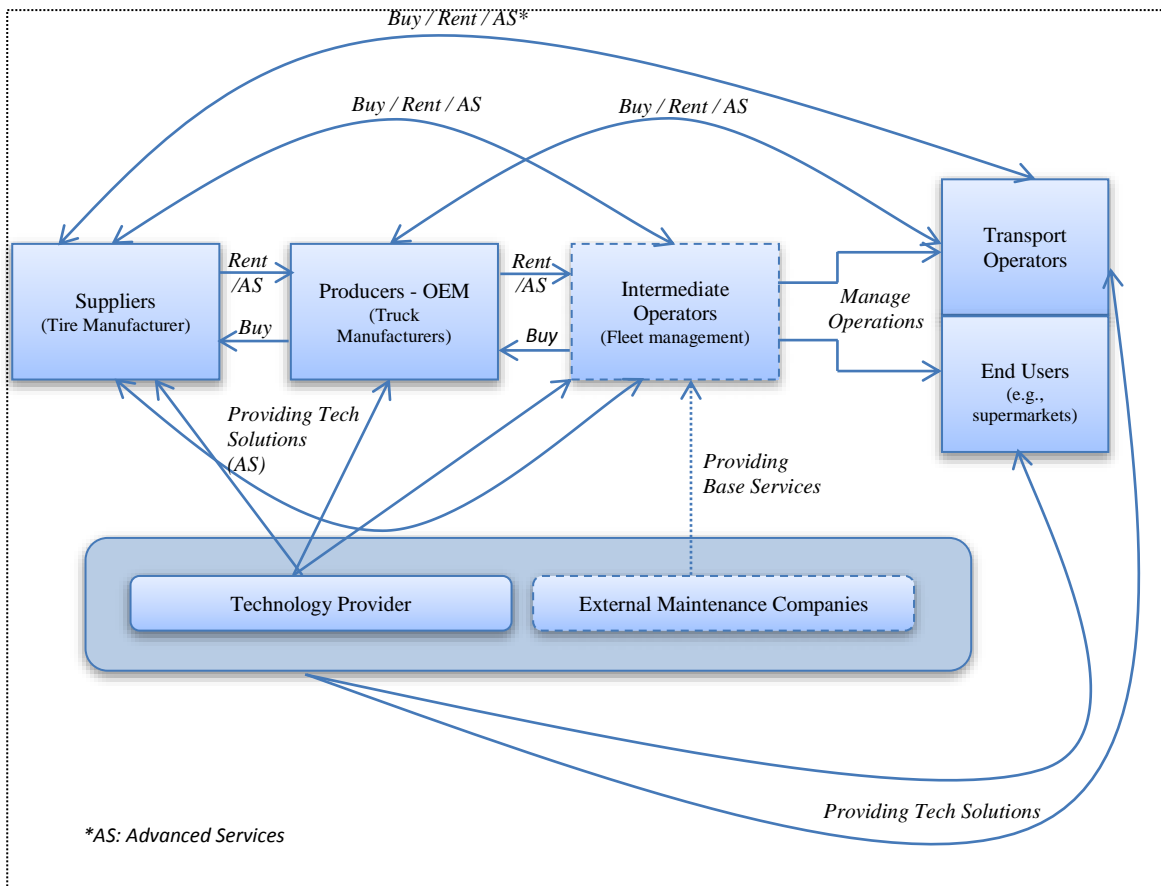 Buy / Rent / AS*
Buy / Rent / AS
Buy / Rent / AS
Suppliers
(Tire Manufacturer)
Rent
/AS
Buy
Producers - OEM
(Truck
Manufacturers)
Rent
/AS
Buy
Intermediate
Operators
(Fleet management)
Manage
Operations
Transport
Operators
End Users
(e.g.,
supermarkets)
Providing Tech
Solutions
(AS)
Providing
Base Services
Technology Provider
External Maintenance Companies
Providing Tech Solutions
*AS: Advanced Services